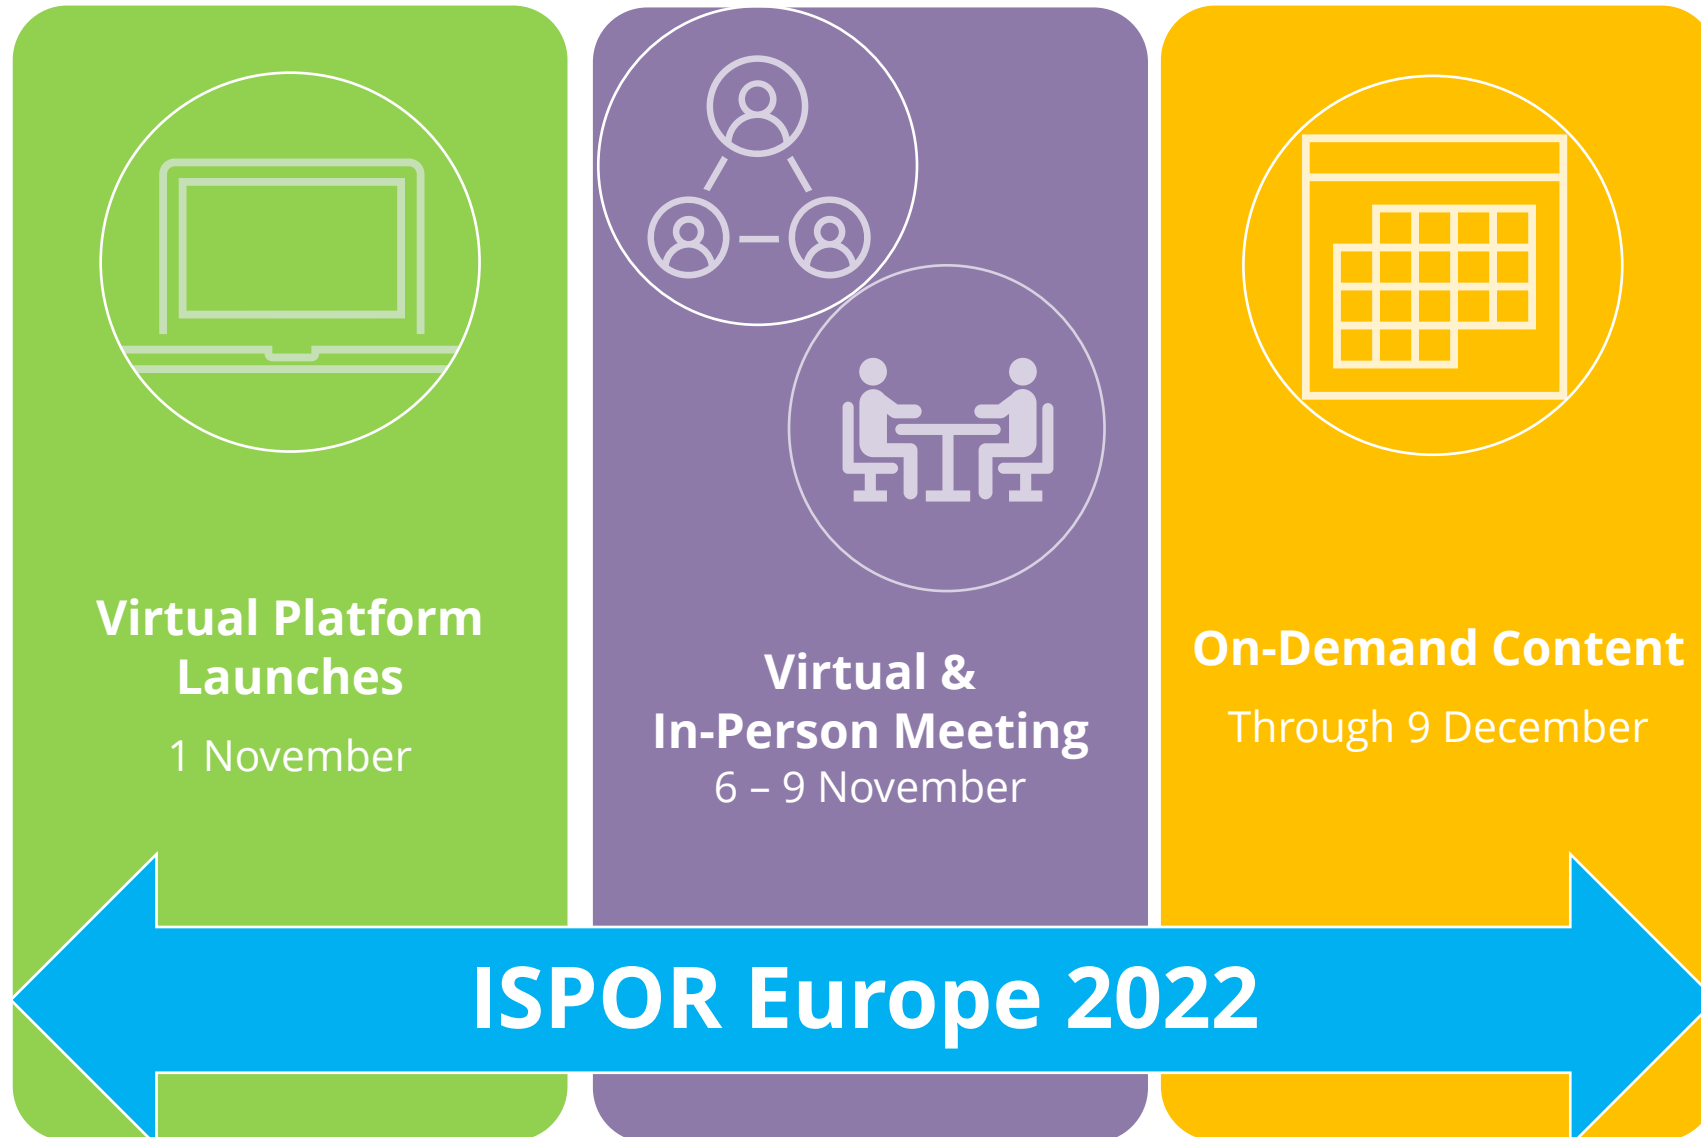 Virtual Platform
Launches
1 November
Virtual &
In-Person Meeting
6 – 9 November
On-Demand Content
Through 9 December
ISPOR Europe 2022